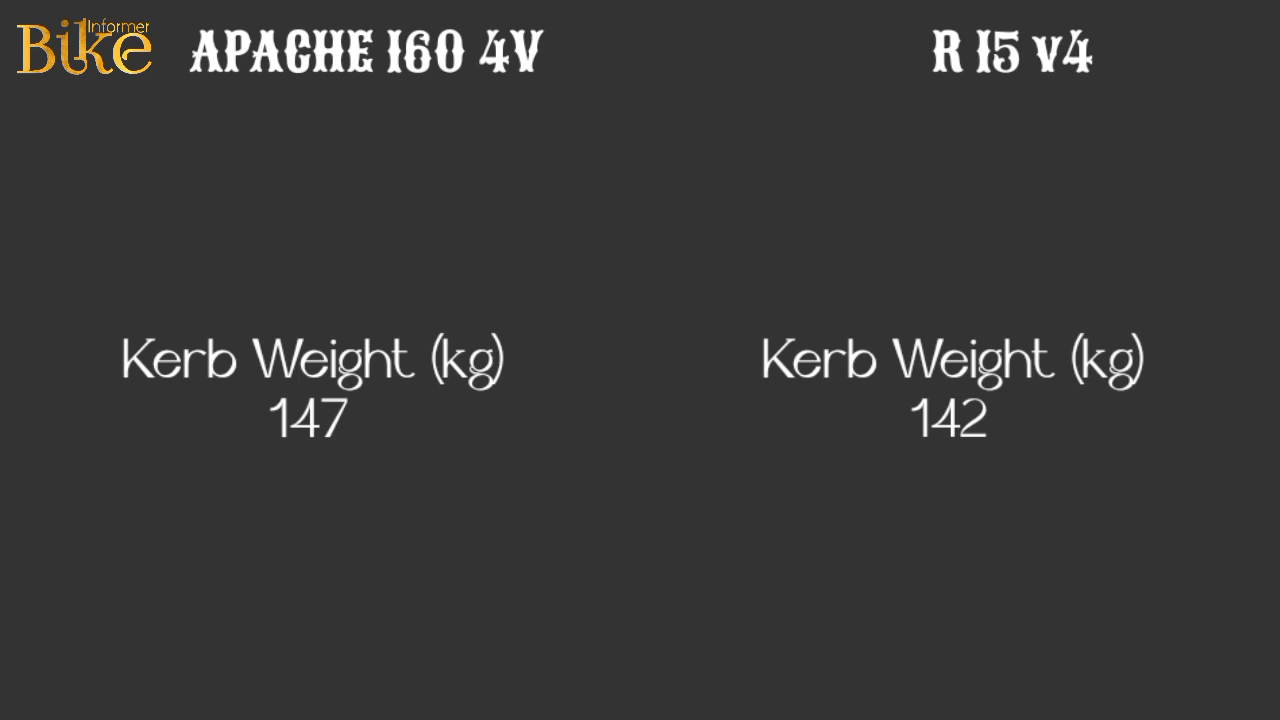 Bike Informer
APACHE 160 4V
R 15 v4
Kerb Weight (kg)
147
Kerb Weight (kg)
142